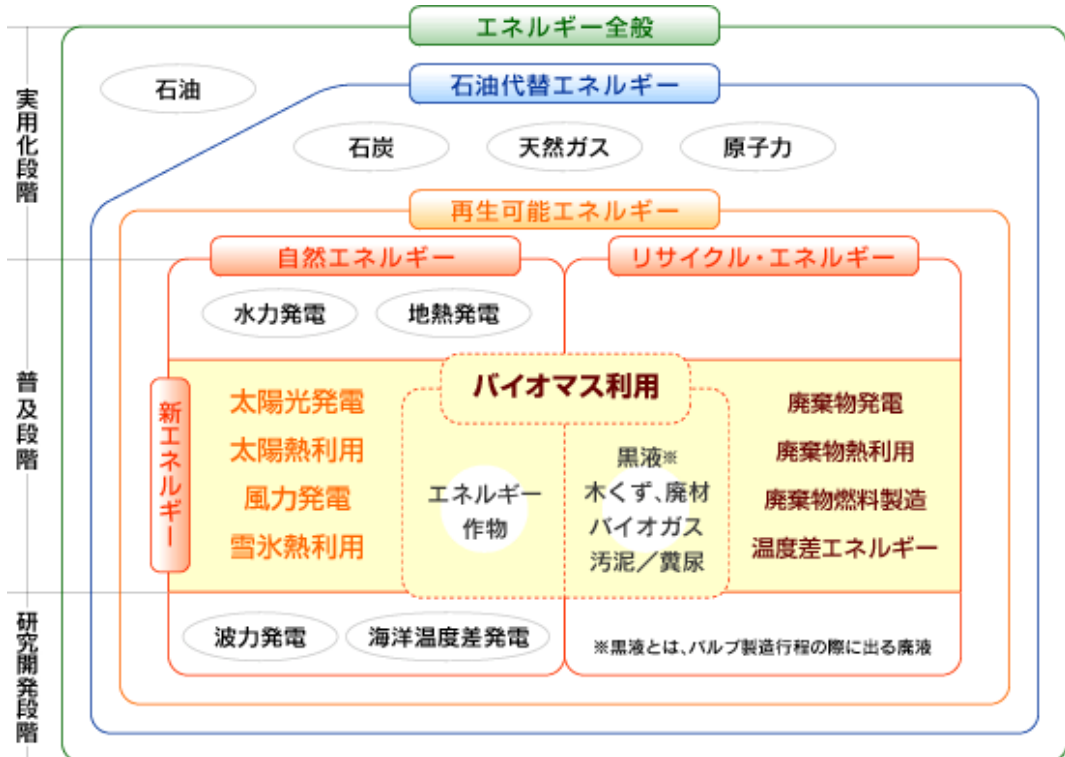 エネルギー全般
石油
石油代替エネルギー
石炭
天然ガス
原子力
実用化段階
再生可能エネルギー
自然エネルギー
リサイクル・エネルギー
水力発電
地熱発電
普及段階
新エネルギー
太陽光発電
太陽熱利用
風力発電
雪氷熱利用
バイオマス利用
エネルギー
作物
黒液※
木くず、廃材
バイオガス
汚泥／糞尿
廃棄物発電
廃棄物熱利用
廃棄物燃料製造
温度差エネルギー
研究開発段階
波力発電
海洋温度差発電
※黒液とは、バルブ製造行程の際に出る廃液